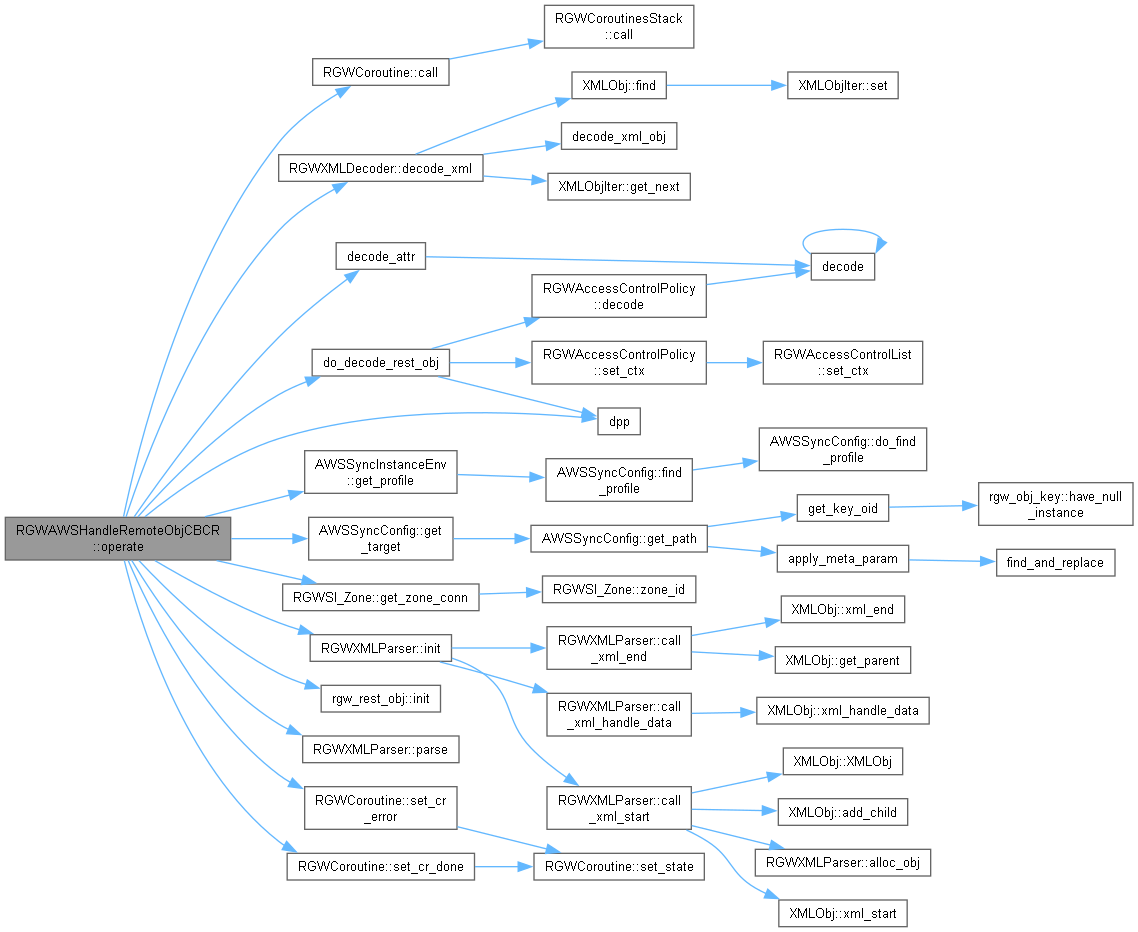 RGWCoroutinesStack
::call
RGWCoroutine::call
XMLObj::find
XMLObjIter::set
decode_xml_obj
RGWXMLDecoder::decode_xml
XMLObjIter::get_next
decode_attr
decode
RGWAccessControlPolicy
::decode
do_decode_rest_obj
RGWAccessControlPolicy
::set_ctx
RGWAccessControlList
::set_ctx
dpp
AWSSyncInstanceEnv
::get_profile
AWSSyncConfig::find
_profile
AWSSyncConfig::do_find
_profile
RGWAWSHandleRemoteObjCBCR
::operate
AWSSyncConfig::get
_target
AWSSyncConfig::get_path
get_key_oid
rgw_obj_key::have_null
_instance
apply_meta_param
find_and_replace
RGWSI_Zone::get_zone_conn
RGWSI_Zone::zone_id
RGWXMLParser::init
RGWXMLParser::call
_xml_end
XMLObj::xml_end
XMLObj::get_parent
rgw_rest_obj::init
RGWXMLParser::call
_xml_handle_data
XMLObj::xml_handle_data
RGWXMLParser::parse
RGWXMLParser::call
_xml_start
XMLObj::XMLObj
XMLObj::add_child
RGWXMLParser::alloc_obj
XMLObj::xml_start
RGWCoroutine::set_cr
_error
RGWCoroutine::set_cr_done
RGWCoroutine::set_state